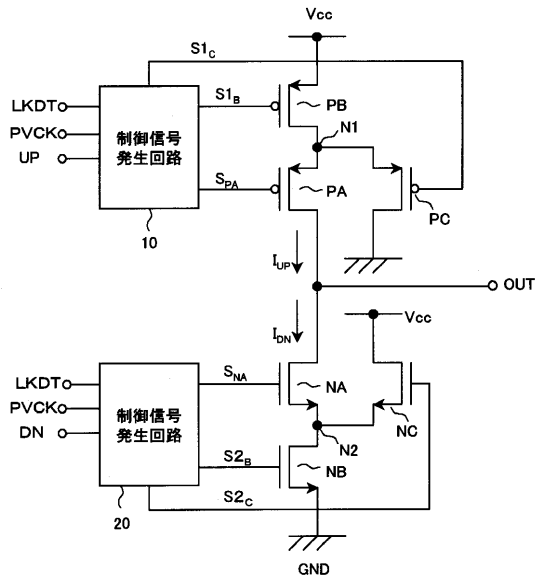 Vcc
S1C
LKDT
PVCK
UP
制御信号
発生回路
10
S1B
PB
N1
SPA
PA
PC
IUP
OUT
IDN
Vcc
LKDT
PVCK
DN
制御信号
発生回路
20
SNA
NA
NC
N2
S2B
NB
S2C
GND